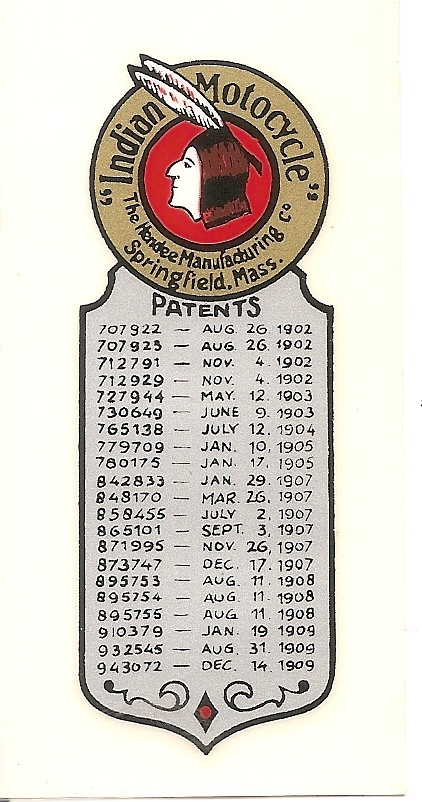 "Indian Motocycle"
The Hendee Manufacturing Co
Springfield, Mass.
PATENTS
707922 — AUG. 26 1902
707923 — AUG. 26 1902
712791 — NOV. 4. 1902
712929 — NOV. 4. 1902
727944 — MAY. 12. 1903
730649 — JUNE 9. 1903
765138 — JULY 12. 1904
779709 — JAN. 10, 1905
780175 — JAN. 17, 1905
842833 — JAN. 29. 1907
848170 — MAR. 26, 1907
858455 — JULY 2, 1907
865101 — SEPT. 3, 1907
871995 — NOV. 26, 1907
873747 — DEC. 17. 1907
895753 — AUG. 11. 1908
895754 — AUG. 11. 1908
895755 — AUG 11. 1908
910379 — JAN. 19 1909
932545 — AUG. 31. 1909
943072 — DEC. 14. 1909